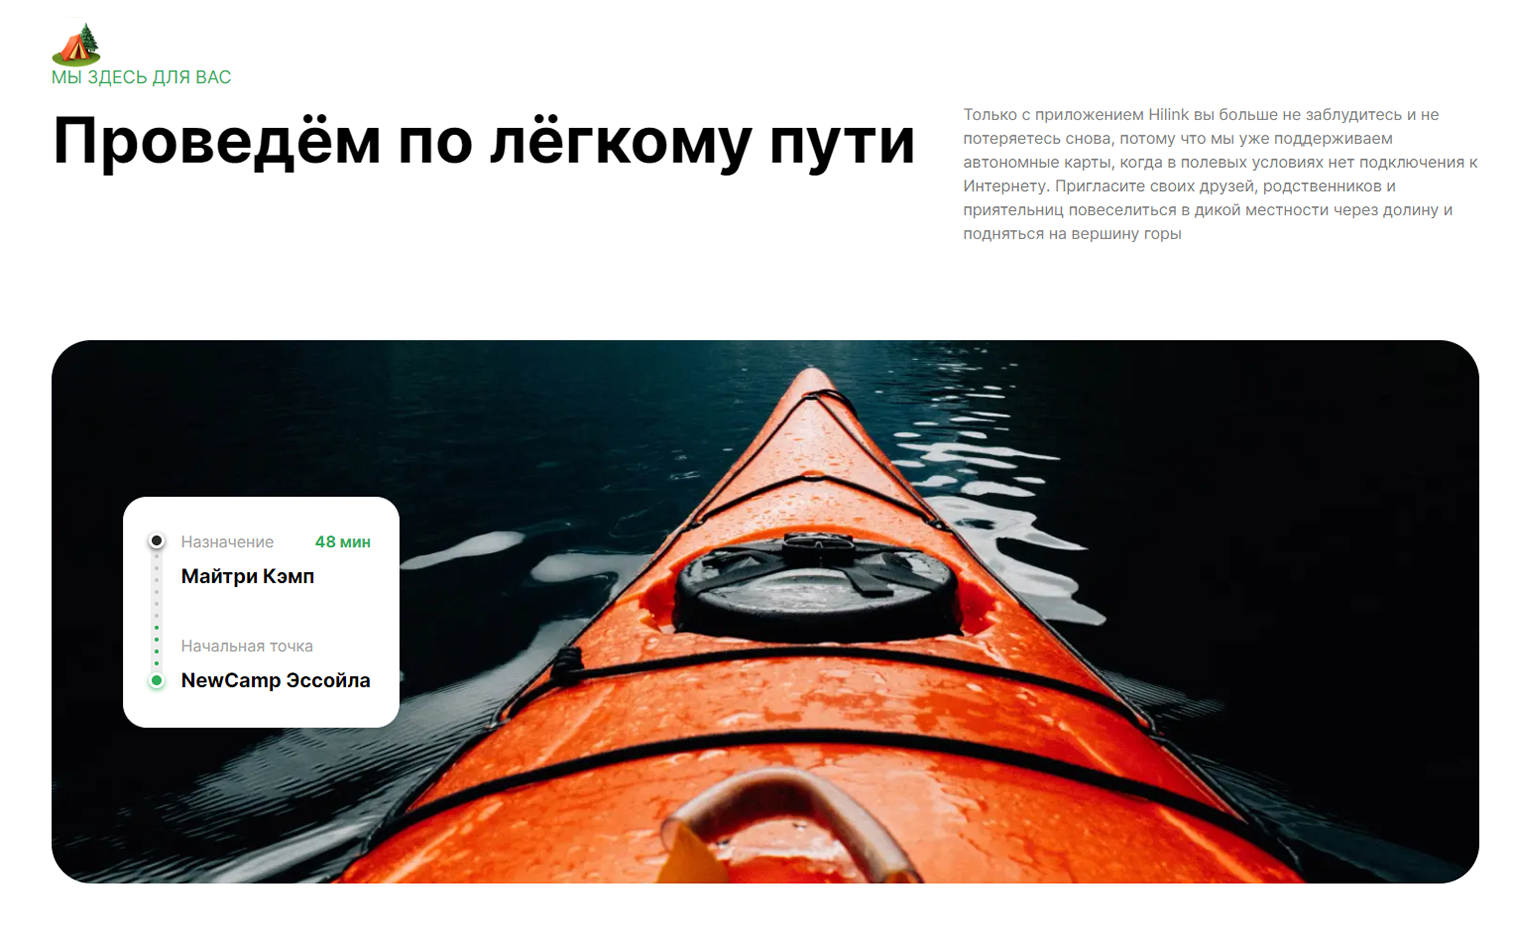 МЫ ЗДЕСЬ ДЛЯ ВАС
Проведём по лёгкому пути
Только с приложением Hilink вы больше не заблудитесь и не
потеряетесь снова, потому что мы уже поддерживаем
автономные карты, когда в полевых условиях нет подключения к
Интернету. Пригласите своих друзей, родственников и
приятельниц повеселиться в дикой местности через долину и
подняться на вершину горы
Назначение 48 мин
Майтри Кэмп
Начальная точка
NewCamp Эссойла